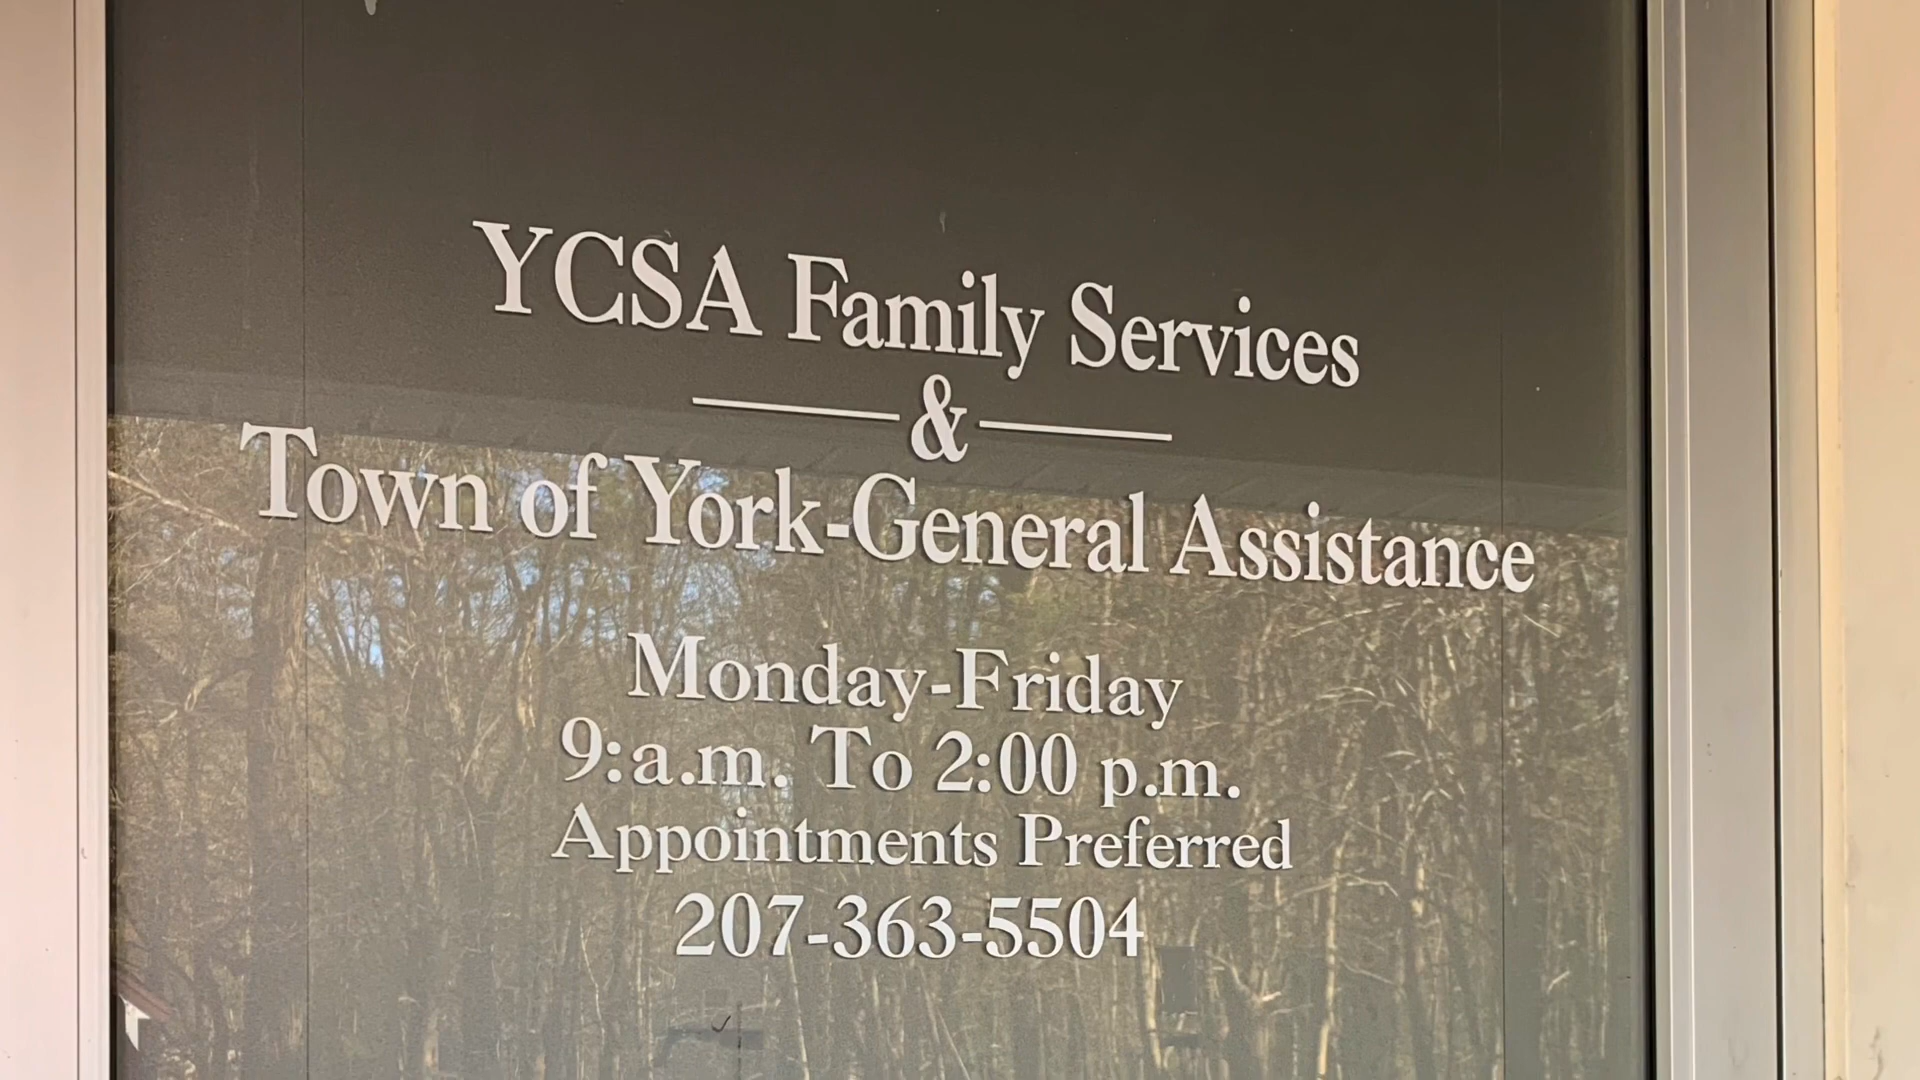 YCSA Family Services
&
Town of York-General Assistance
Monday-Friday
9:a.m. To 2:00 p.m.
Appointments Preferred
207-363-5504